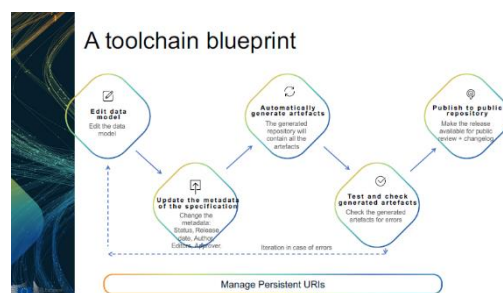 A toolchain blueprint
Edit data
model
Edit the data
model
Automatically
generate artefacts
The generated
repository will
contain all the
artefacts
Publish to public
repository
Make the release
available for public
review + changelog
Update the metadata
of the specification
Change the
metadata:
Status, Release
date, Author,
Editors, Approver,
Test and check
generated artefacts
Check the generated
artefacts for errors
Iteration in case of errors
Manage Persistent URIs